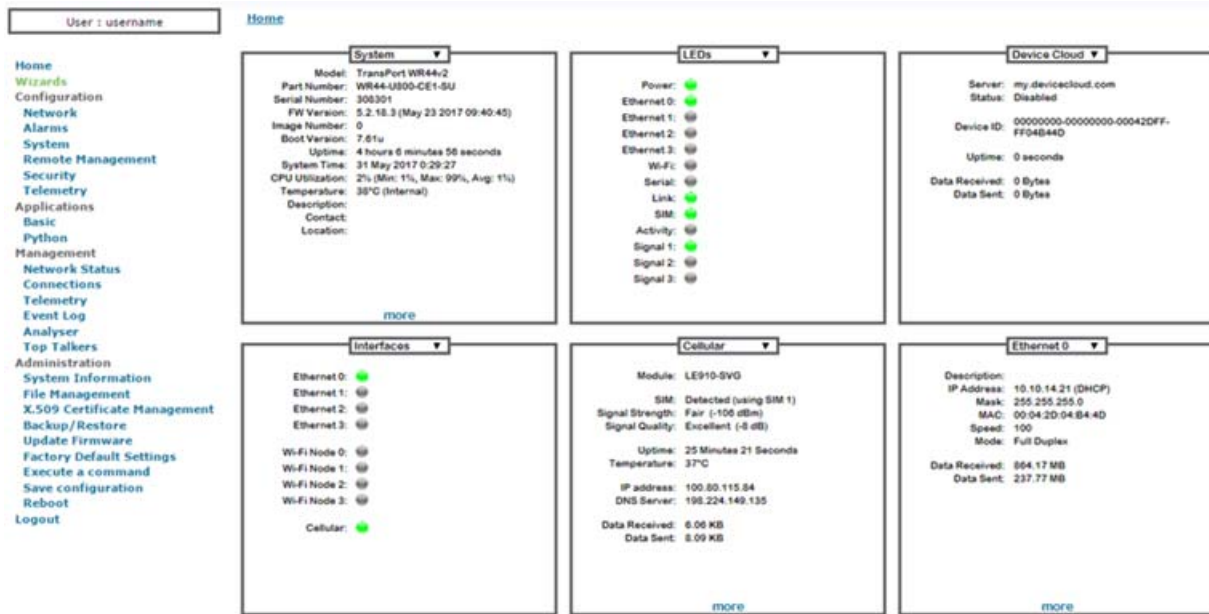 User : username
Home
Home
Wizards
Configuration
Network
Alarms
System
Remote Management
Security
Telemetry
Applications
Basic
Python
Management
Network Status
Connections
Telemetry
Event Log
Analyser
Top Talkers
Administration
System Information
File Management
X.509 Certificate Management
Backup/Restore
Update Firmware
Factory Default Settings
Execute a command
Save configuration
Reboot
Logout
System ▼
Model: TransPort WR44v2
Part Number: WR44-U800-CE1-SU
Serial Number: 308301
FW Version: 5.2.18.3 (May 23 2017 09:40:45)
Image Number: 0
Boot Version: 7.61u
Uptime: 4 hours 6 minutes 56 seconds
System Time: 31 May 2017 0:29:27
CPU Utilization: 2% (Min: 1%, Max: 99%, Avg: 1%)
Temperature: 38°C (Internal)
Description:
Contact:
Location:
more
LEDs ▼
Power:
Ethernet 0:
Ethernet 1:
Ethernet 2:
Ethernet 3:
Wi-Fi:
Serial:
Link:
SIM:
Activity:
Signal 1:
Signal 2:
Signal 3:
Device Cloud ▼
Server: my.devicecloud.com
Status: Disabled
Device ID: 00000000-00000000-00042DFF-
FF04B44D
Uptime: 0 seconds
Data Received: 0 Bytes
Data Sent: 0 Bytes
Interfaces ▼
Ethernet 0:
Ethernet 1:
Ethernet 2:
Ethernet 3:
Wi-Fi Node 0:
Wi-Fi Node 1:
Wi-Fi Node 2:
Wi-Fi Node 3:
Cellular:
Cellular ▼
Module: LE910-SVG
SIM: Detected (using SIM 1)
Signal Strength: Fair (-106 dBm)
Signal Quality: Excellent (-8 dB)
Uptime: 25 Minutes 21 Seconds
Temperature: 37°C
IP address: 100.80.115.84
DNS Server: 198.224.149.135
Data Received: 6.06 KB
Data Sent: 8.09 KB
more
Ethernet 0 ▼
Description:
IP Address: 10.10.14.21 (DHCP)
Mask: 255.255.255.0
MAC: 00:04:2D:04:B4:4D
Speed: 100
Mode: Full Duplex
Data Received: 864.17 MB
Data Sent: 237.77 MB